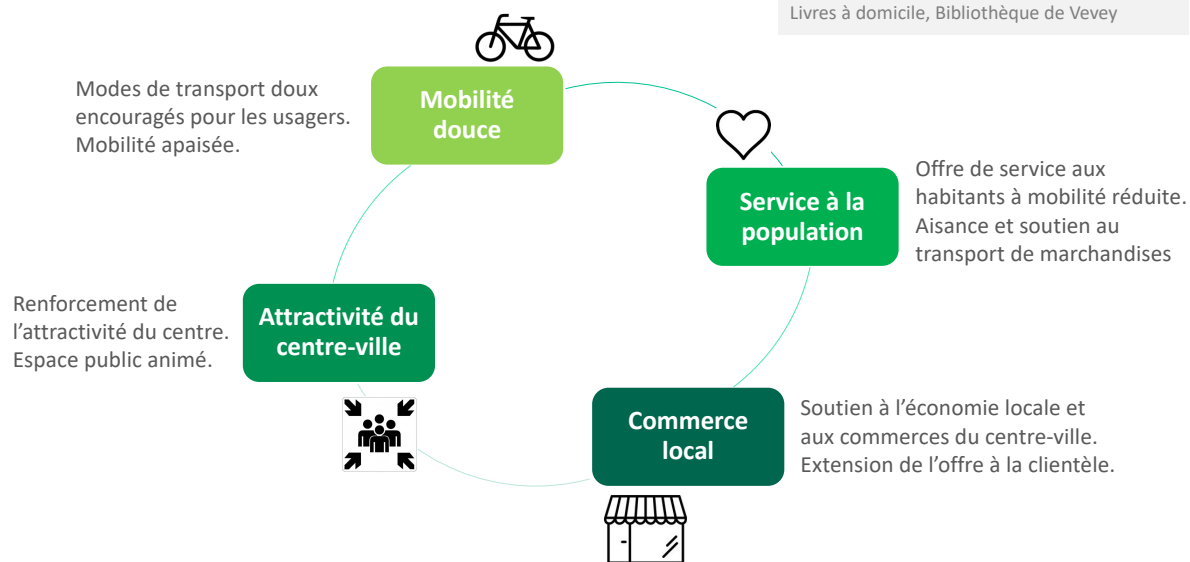 Livres à domicile, Bibliothèque de Vevey
Mobilité
douce
Modes de transport doux
encouragés pour les usagers.
Mobilité apaisée.
Service à la
population
Offre de service aux
habitants à mobilité réduite.
Aisance et soutien au
transport de marchandises
Attractivité du
centre-ville
Renforcement de
l’attractivité du centre.
Espace public animé.
Commerce
local
Soutien à l’économie locale et
aux commerces du centre-ville.
Extension de l’offre à la clientèle.